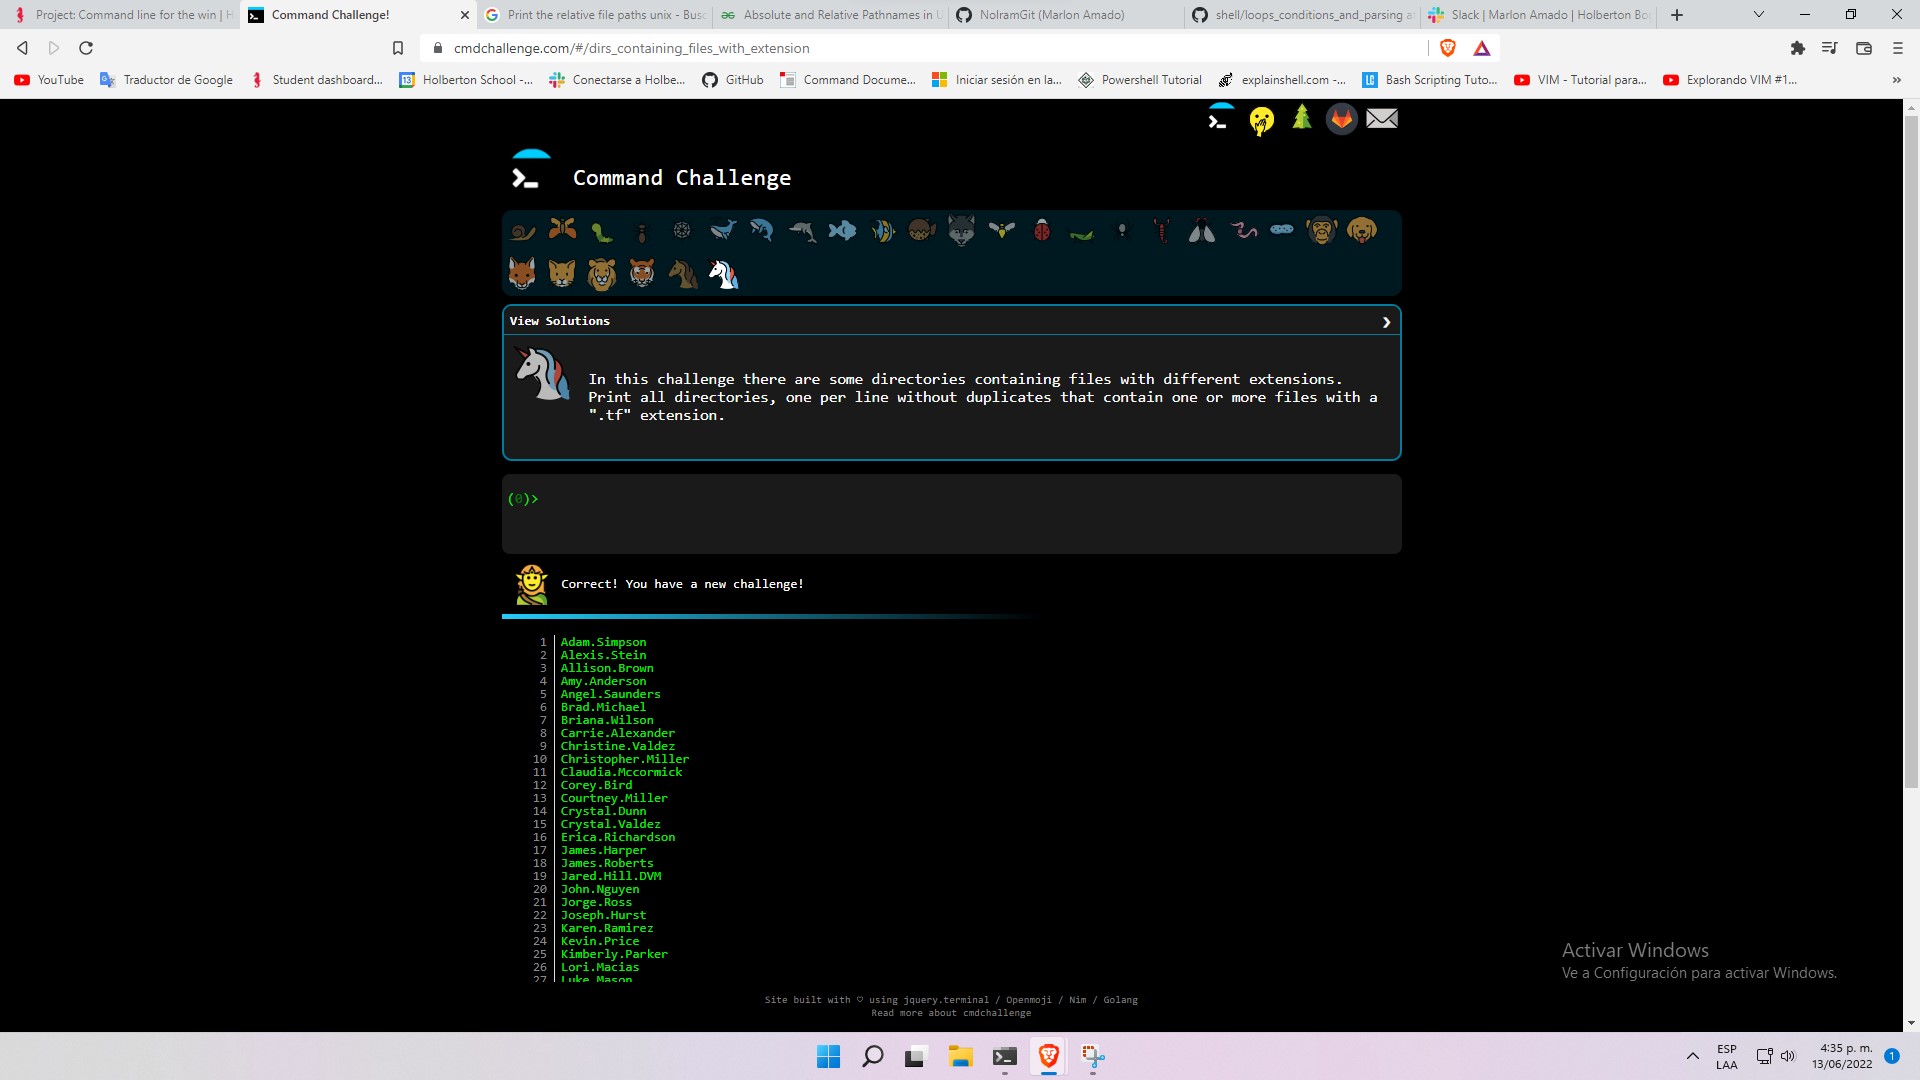 Project: Command line for the win | H
Command Challenge!
Print the relative file paths unix - Busc
Absolute and Relative Pathnames in U
NolramGit (Marlon Amado)
shell/loops_conditions_and_parsing a
Slack | Marlon Amado | Holberton Bo
cmdchallenge.com/#/dirs_containing_files_with_extension
YouTube
Traductor de Google
Student dashboard...
Holberton School -...
Conectarse a Holbe...
GitHub
Command Docume...
Iniciar sesión en la...
Powershell Tutorial
explainshell.com -...
Bash Scripting Tuto...
VIM - Tutorial para...
Explorando VIM #1...
»
Command Challenge
View Solutions
In this challenge there are some directories containing files with different extensions.
Print all directories, one per line without duplicates that contain one or more files with a
".tf" extension.
(0)>
Correct! You have a new challenge!
1 Adam.Simpson
2 Alexis.Stein
3 Allison.Brown
4 Amy.Anderson
5 Angel.Saunders
6 Brad.Michael
7 Briana.Wilson
8 Carrie.Alexander
9 Christine.Valdez
10 Christopher.Miller
11 Claudia.Mccormick
12 Corey.Bird
13 Courtney.Miller
14 Crystal.Dunn
15 Crystal.Valdez
16 Erica.Richardson
17 James.Harper
18 James.Roberts
19 Jared.Hill.DVM
20 John.Nguyen
21 Jorge.Ross
22 Joseph.Hurst
23 Karen.Ramirez
24 Kevin.Price
25 Kimberly.Parker
26 Lori.Macias
27 Luke.Mason
Activar Windows
Ve a Configuración para activar Windows.
Site built with ♡ using jquery.terminal / Openmoji / Nim / Golang
Read more about cmdchallenge
ESP
LAA
4:35 p. m.
13/06/2022
1